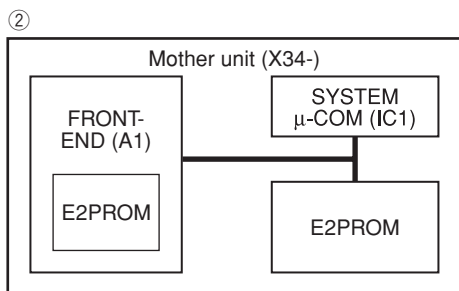 ②
Mother unit (X34-)
FRONT-
END (A1)
E2PROM
SYSTEM
μ-COM (IC1)
E2PROM